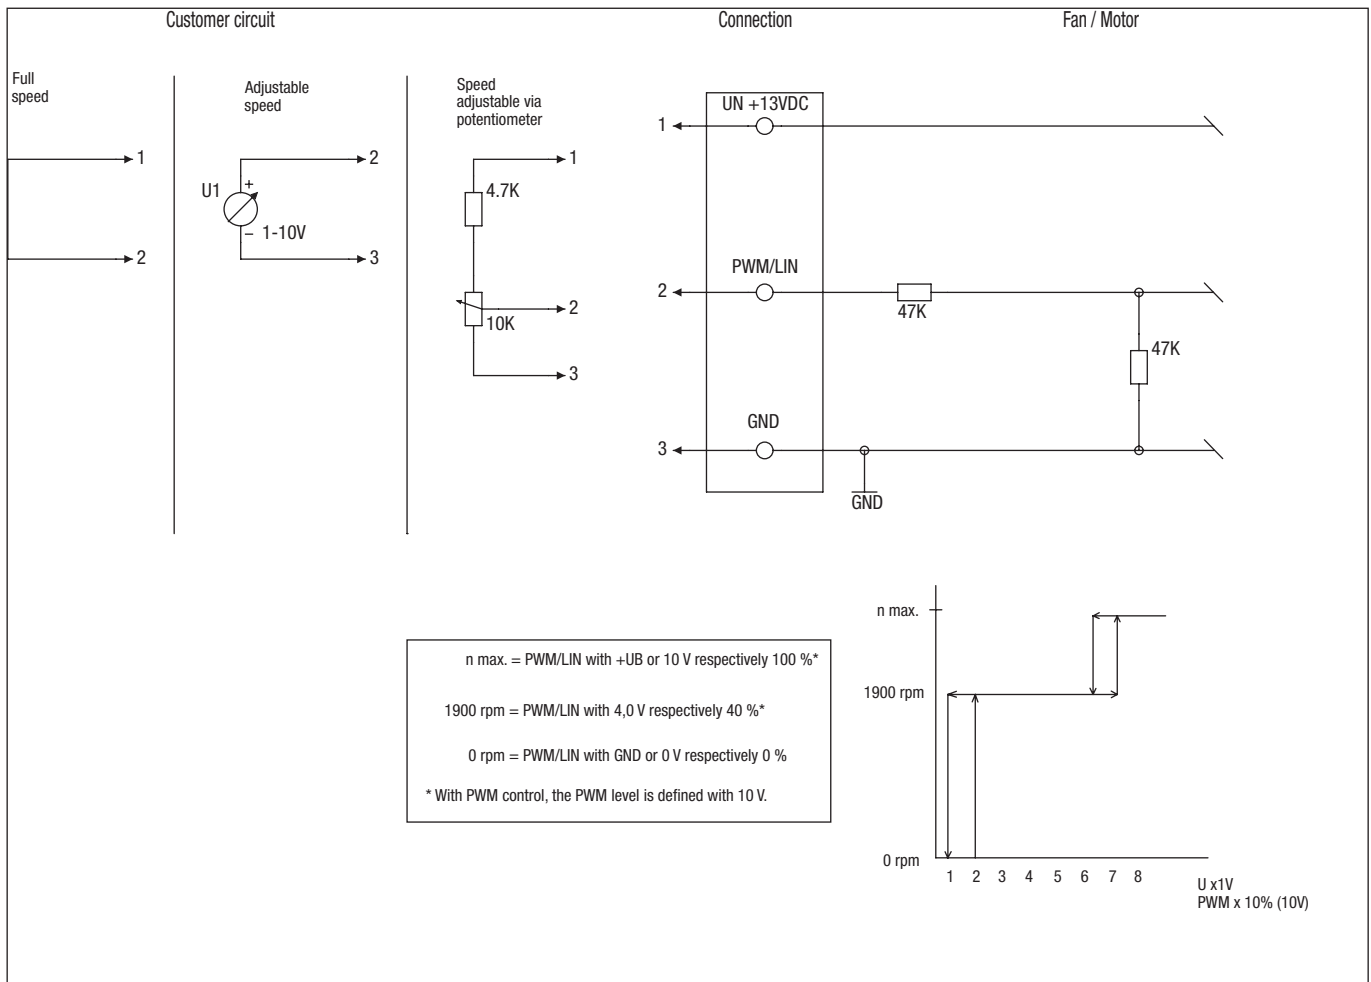 Customer circuit
Connection
Fan / Motor
Full
speed
1
2
Adjustable
speed
U1
+
–
1-10V
2
3
Speed
adjustable via
potentiometer
1
4.7K
2
10K
3
UN +13VDC
1
PWM/LIN
2
47K
47K
GND
3
GND
n max. = PWM/LIN with +UB or 10 V respectively 100 %*
1900 rpm = PWM/LIN with 4,0 V respectively 40 %*
0 rpm = PWM/LIN with GND or 0 V respectively 0 %
* With PWM control, the PWM level is defined with 10 V.
n max.
1900 rpm
0 rpm
1 2 3 4 5 6 7 8
U x1V
PWM x 10% (10V)